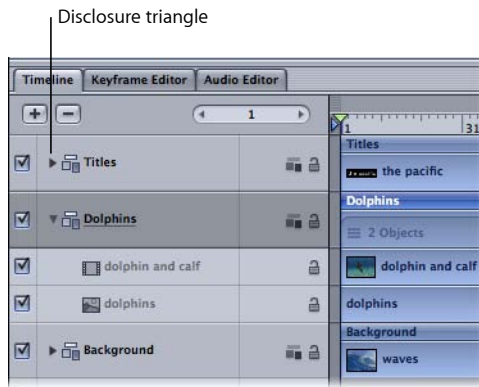 Disclosure triangle
Timeline Keyframe Editor Audio Editor
1
1 31
Titles
Titles
the pacific
Dolphins
Dolphins
2 Objects
dolphin and calf
dolphin and calf
dolphins
dolphins
Background
Background
waves